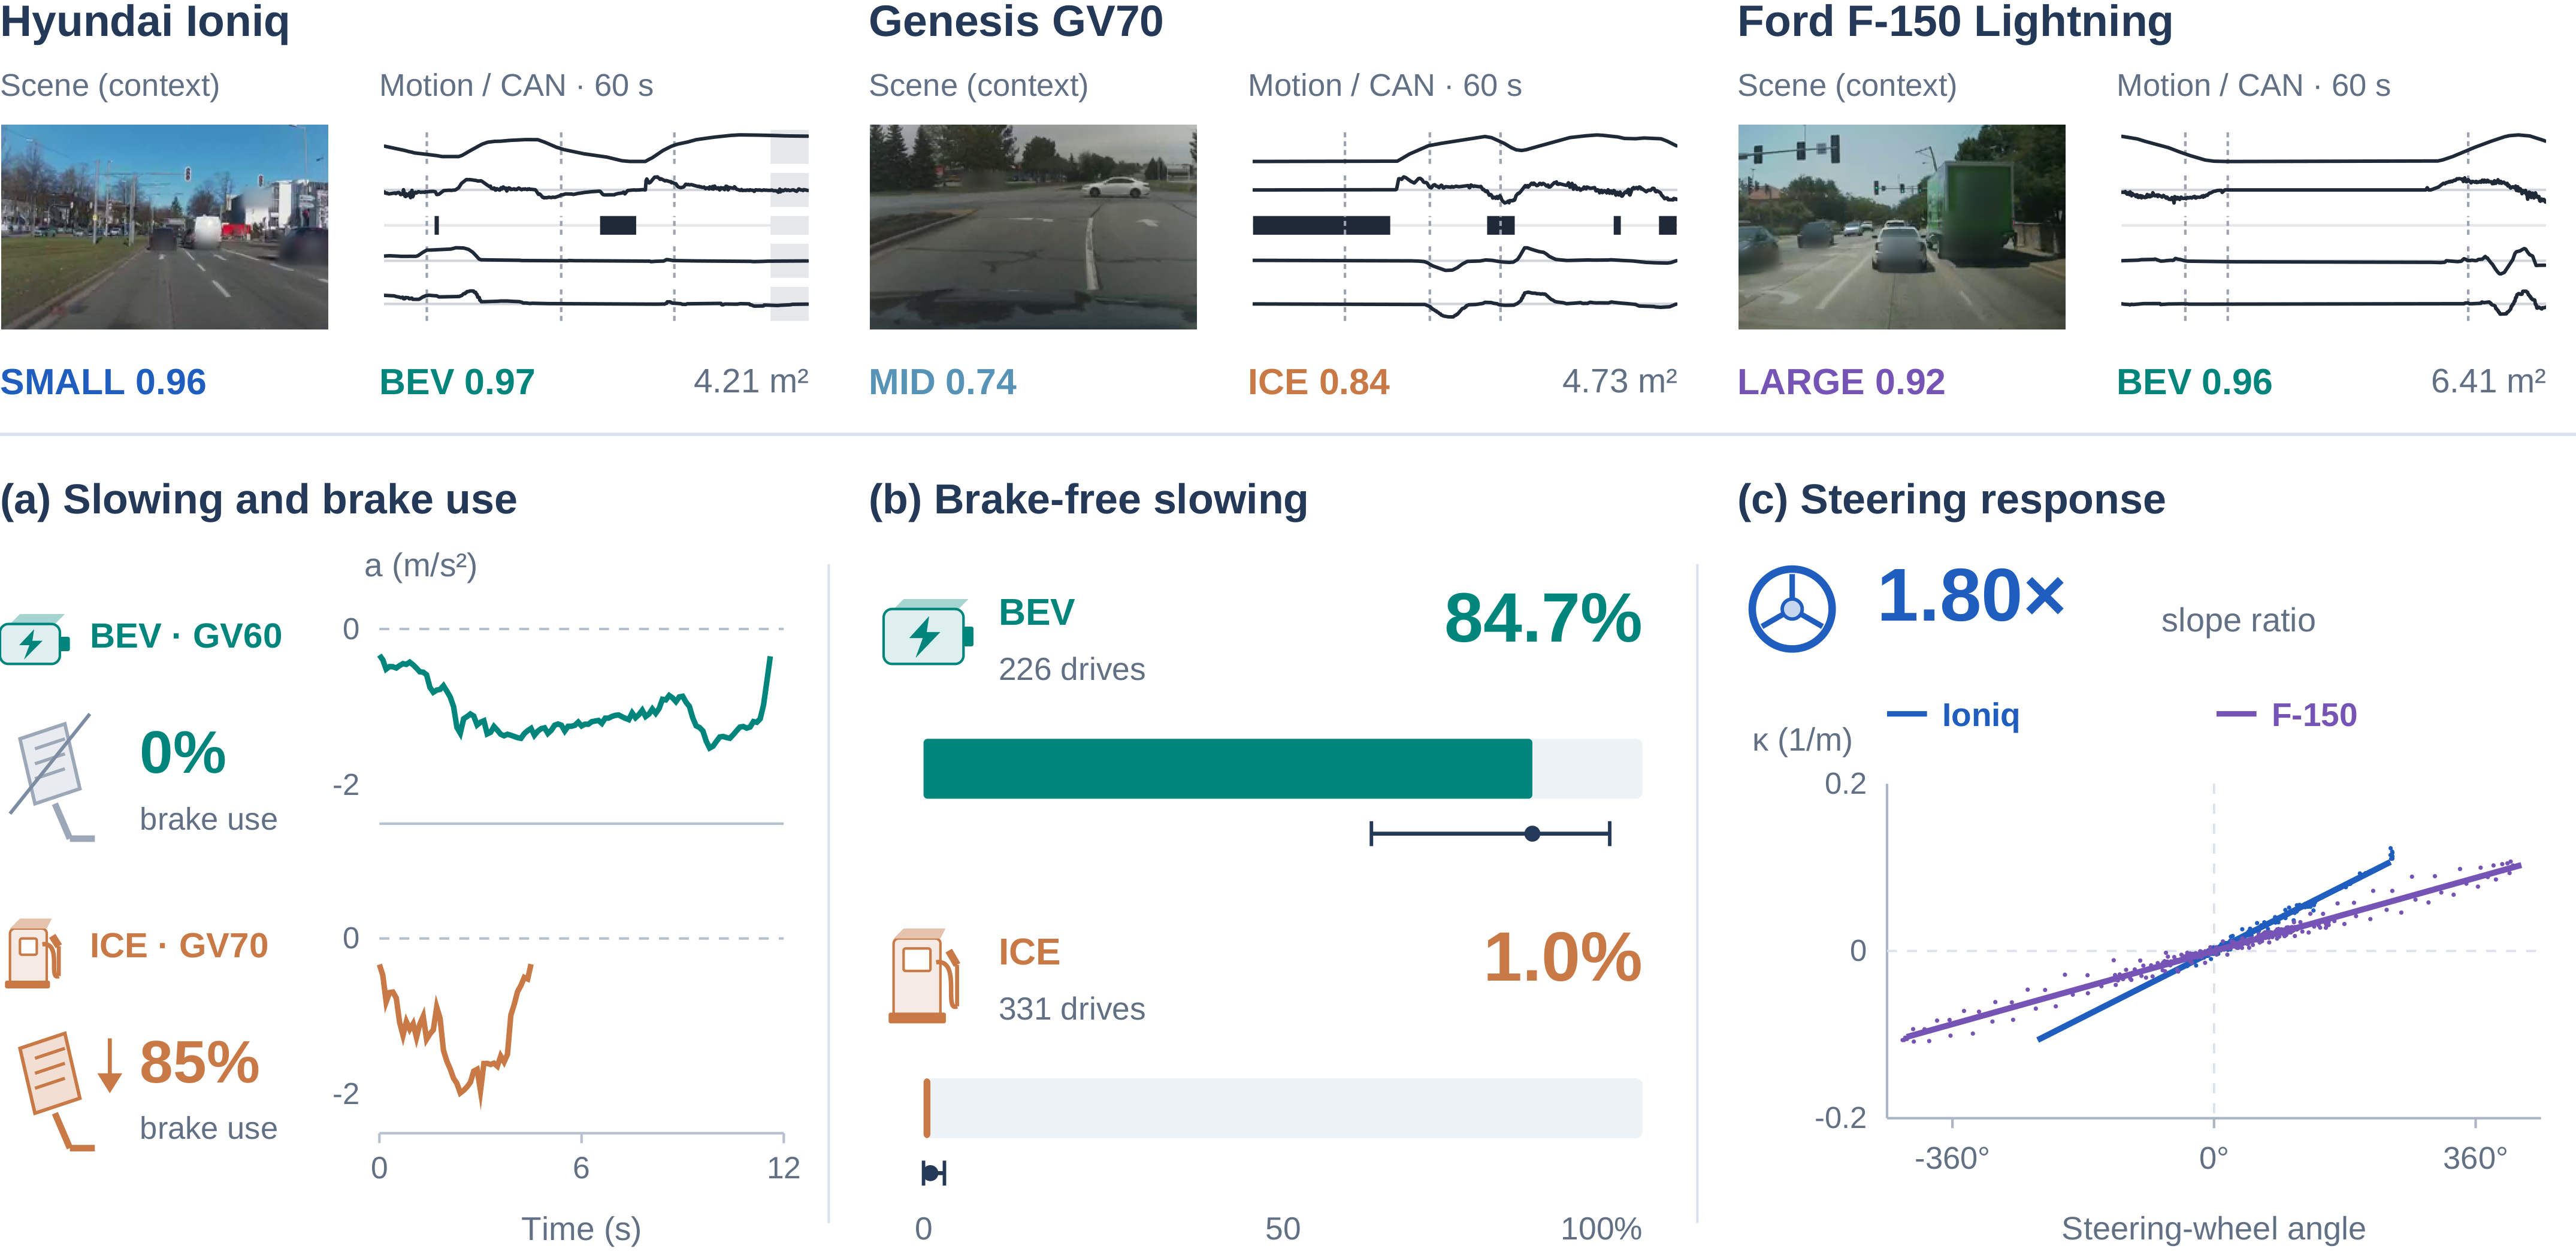 Hyundai Ioniq
Scene (context)
Motion / CAN · 60 s
SMALL 0.96
BEV 0.97
4.21 m²
Genesis GV70
Scene (context)
Motion / CAN · 60 s
MID 0.74
ICE 0.84
4.73 m²
Ford F-150 Lightning
Scene (context)
Motion / CAN · 60 s
LARGE 0.92
BEV 0.96
6.41 m²
(a) Slowing and brake use
a (m/s²)
BEV · GV60
0%
brake use
0
-2
ICE · GV70
85%
brake use
0
-2
0
6
12
Time (s)
(b) Brake-free slowing
BEV
226 drives
84.7%
ICE
331 drives
1.0%
0
50
100%
(c) Steering response
1.80×
slope ratio
Ioniq
F-150
κ (1/m)
0.2
0
-0.2
-360°
0°
360°
Steering-wheel angle